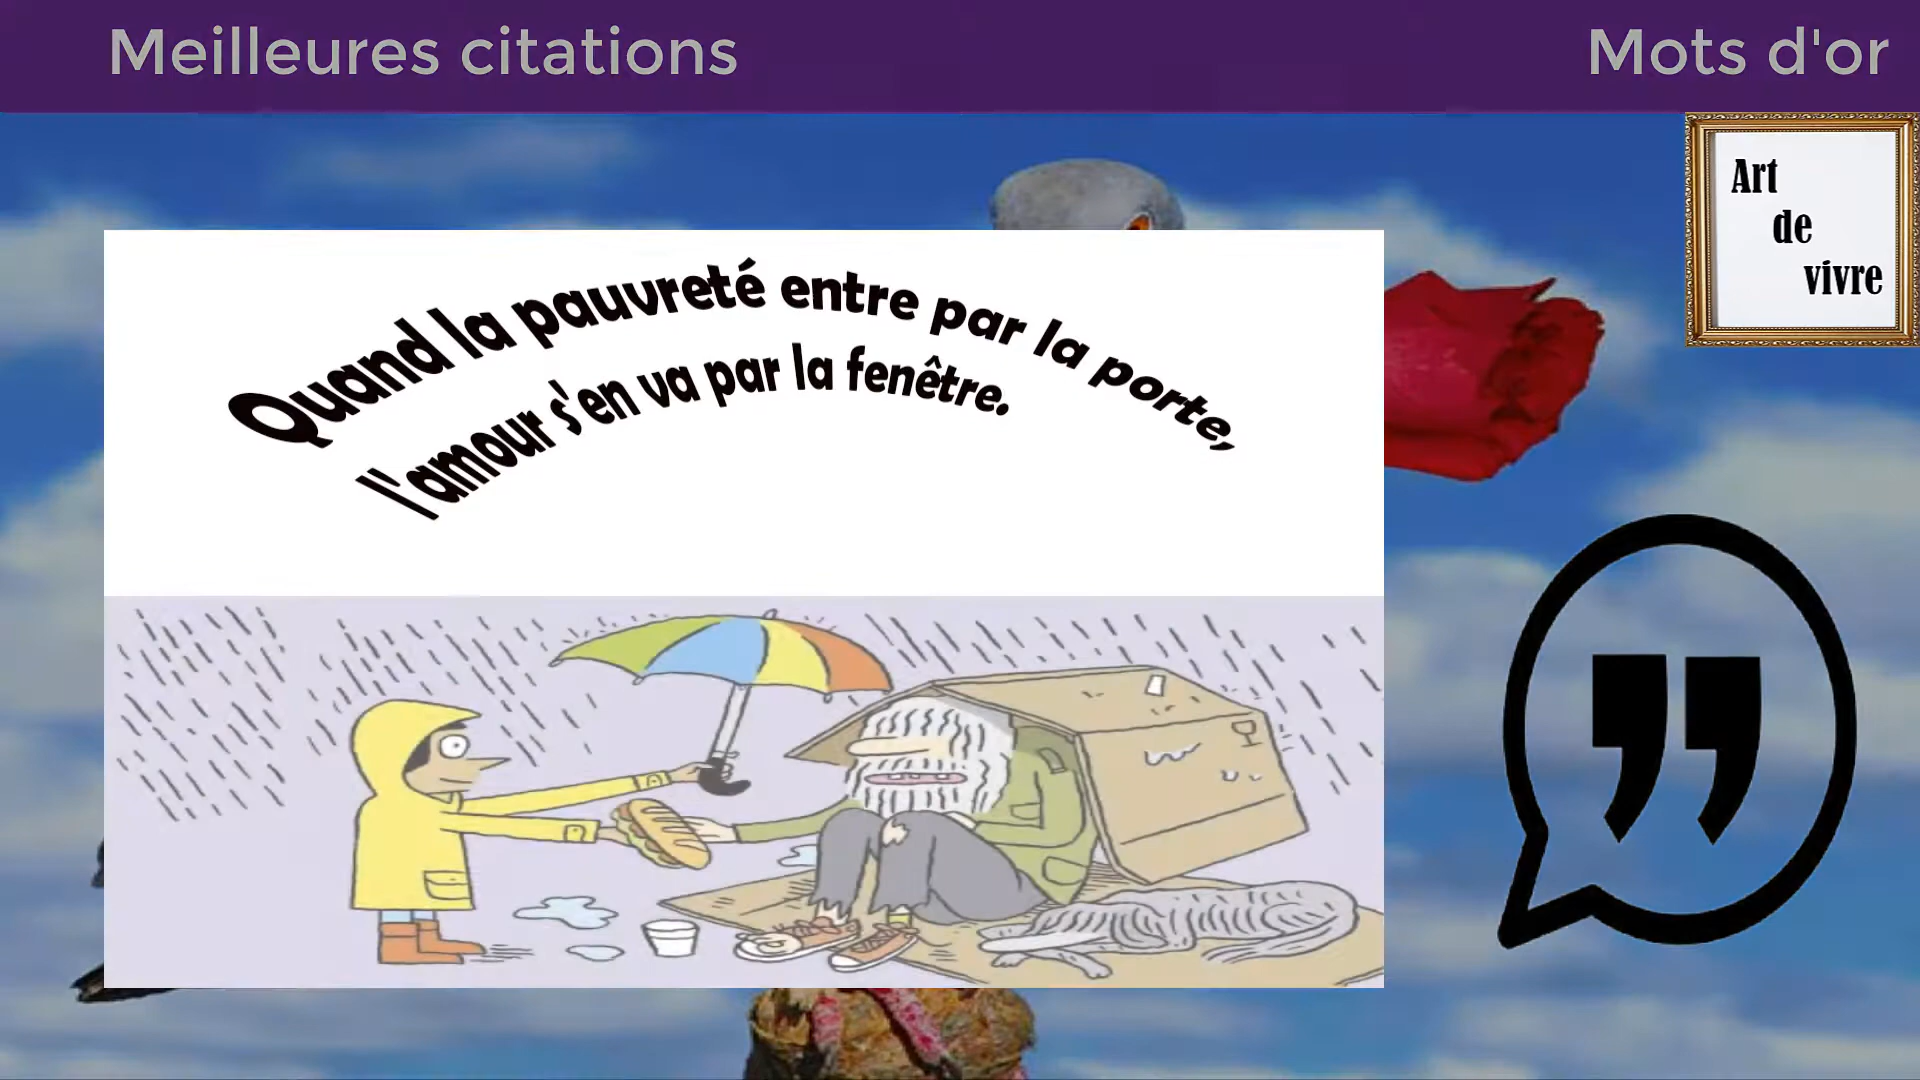 Meilleures citations
Mots d'or
Art
de
vivre
Quand la pauvreté entre par la porte,
l'amour s'en va par la fenêtre.